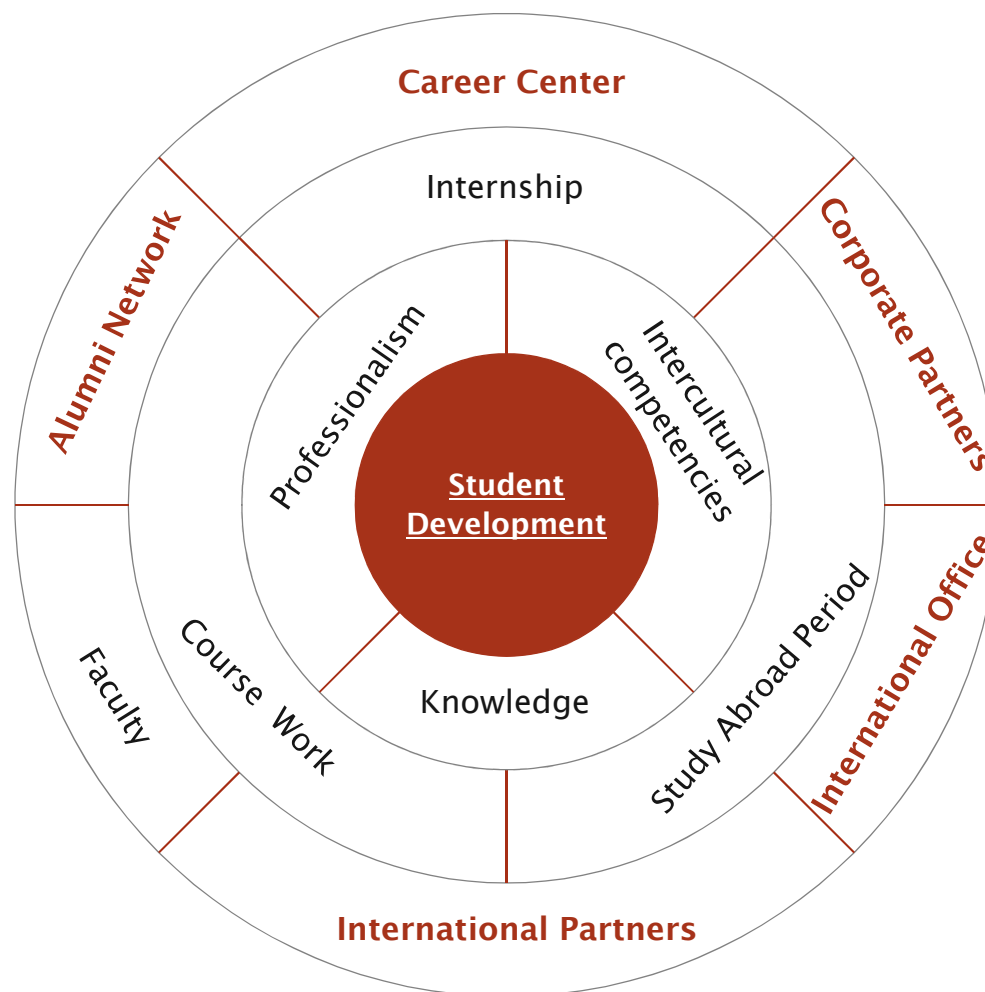 Career Center
Internship
Alumni Network
Corporate Partners
Professionalism
Intercultural
competencies
Student
Development
Faculty
Course Work
Knowledge
Study Abroad Period
International Office
International Partners